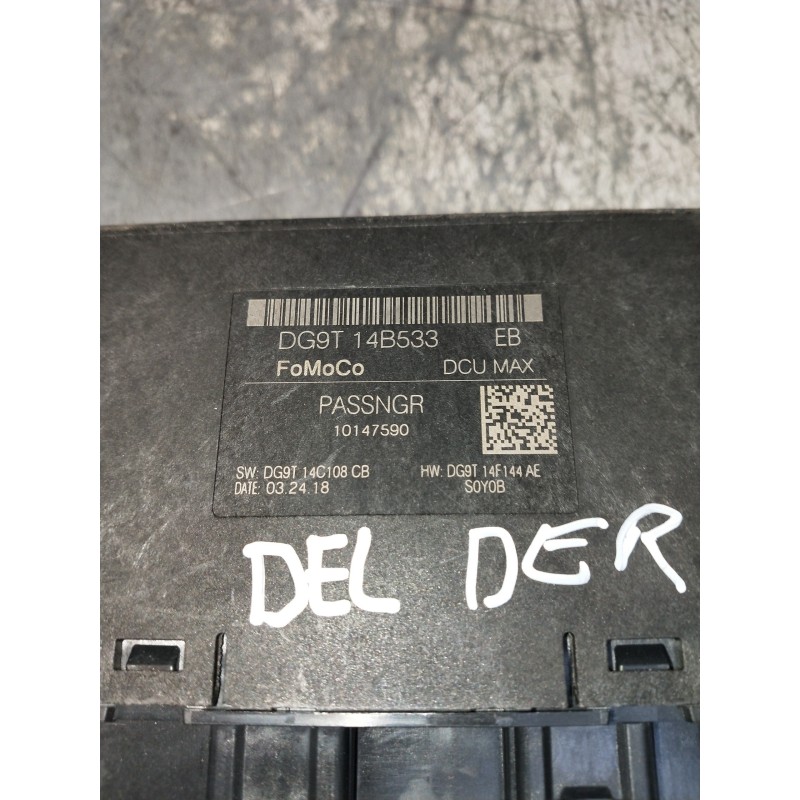 DG9T 14B533 EB
FoMoCo DCU MAX
PASSNGR
10147590
SW: DG9T 14C108 CB HW: DG9T 14F144 AE
DATE: 03.24.18 S0Y0B
DEL DER